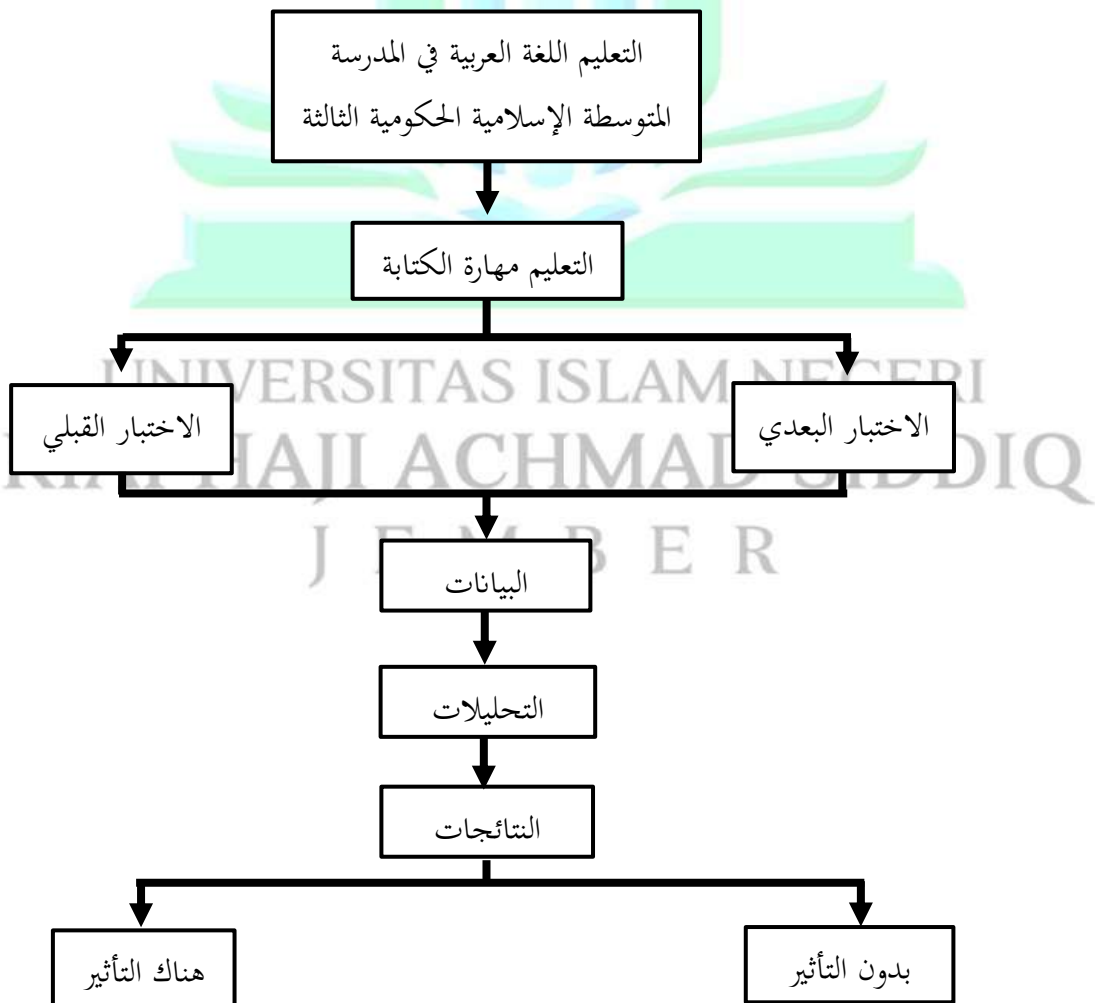 التعليم اللغة العربية في المدرسة
المتوسطة الإسلامية الحكومية الثالثة
التعليم مهارة الكتابة
UNIVERSITAS ISLAM NEGERI
الاختبار البعدي
الاختبار القبلي
HAJI ACHMAD SIDDIQ
JEMBER
البيانات
التحليلات
النتائجات
بدون التأثير
هناك التأثير